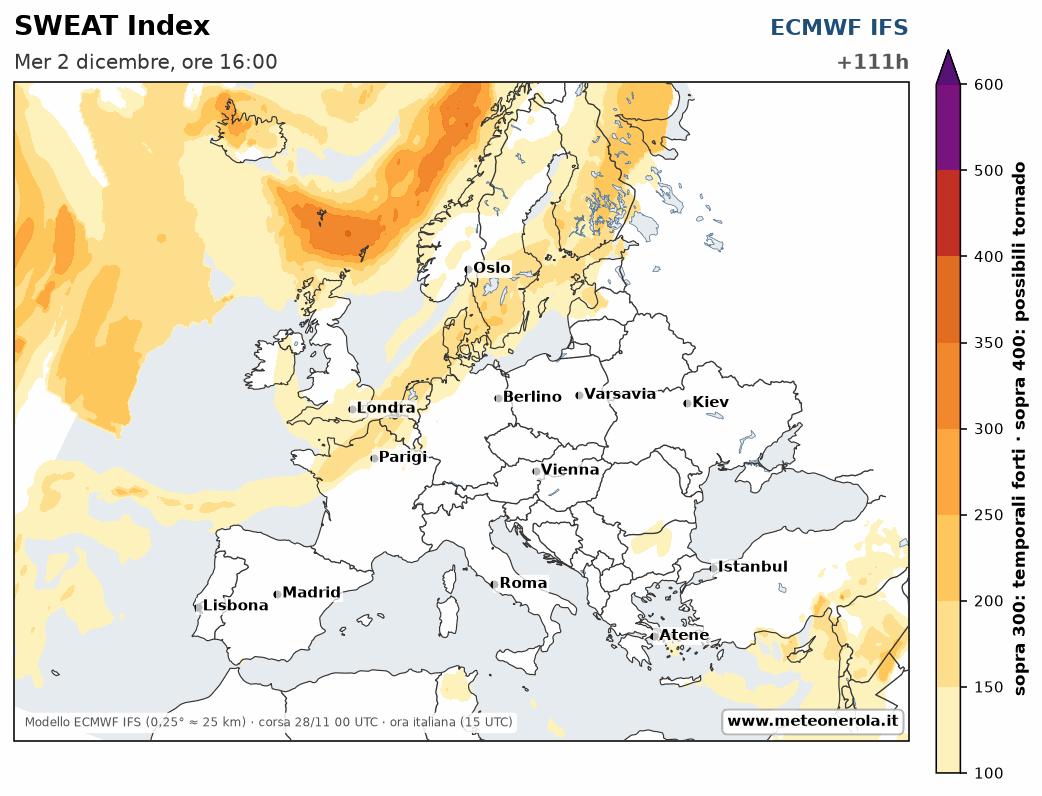 SWEAT Index
ECMWF IFS
Mer 2 dicembre, ore 16:00
+111h
600
500
400
350
300
250
200
150
100
sopra 300: temporali forti · sopra 400: possibili tornado
Oslo
Berlino
Varsavia
Kiev
Londra
Parigi
Vienna
Istanbul
Roma
Madrid
Lisbona
Atene
Modello ECMWF IFS (0,25° ≈ 25 km) · corsa 28/11 00 UTC · ora italiana (15 UTC)
www.meteonerola.it